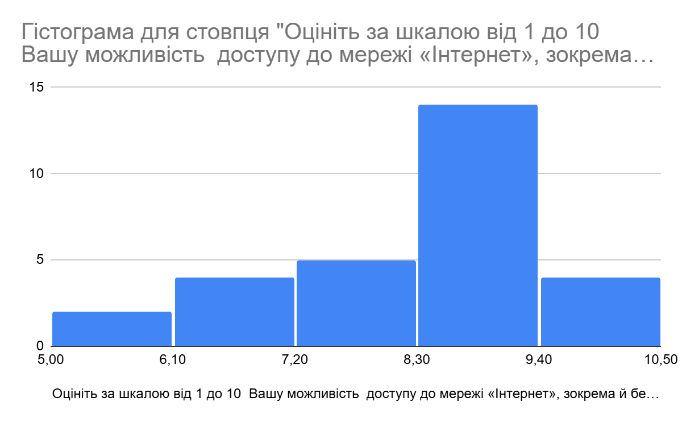 Гістограма для стовпця "Оцініть за шкалою від 1 до 10
Вашу можливість  доступу до мережі «Інтернет», зокрема…
15
10
5
0
5,00 6,10 7,20 8,30 9,40 10,50
Оцініть за шкалою від 1 до 10  Вашу можливість  доступу до мережі «Інтернет», зокрема й бе…